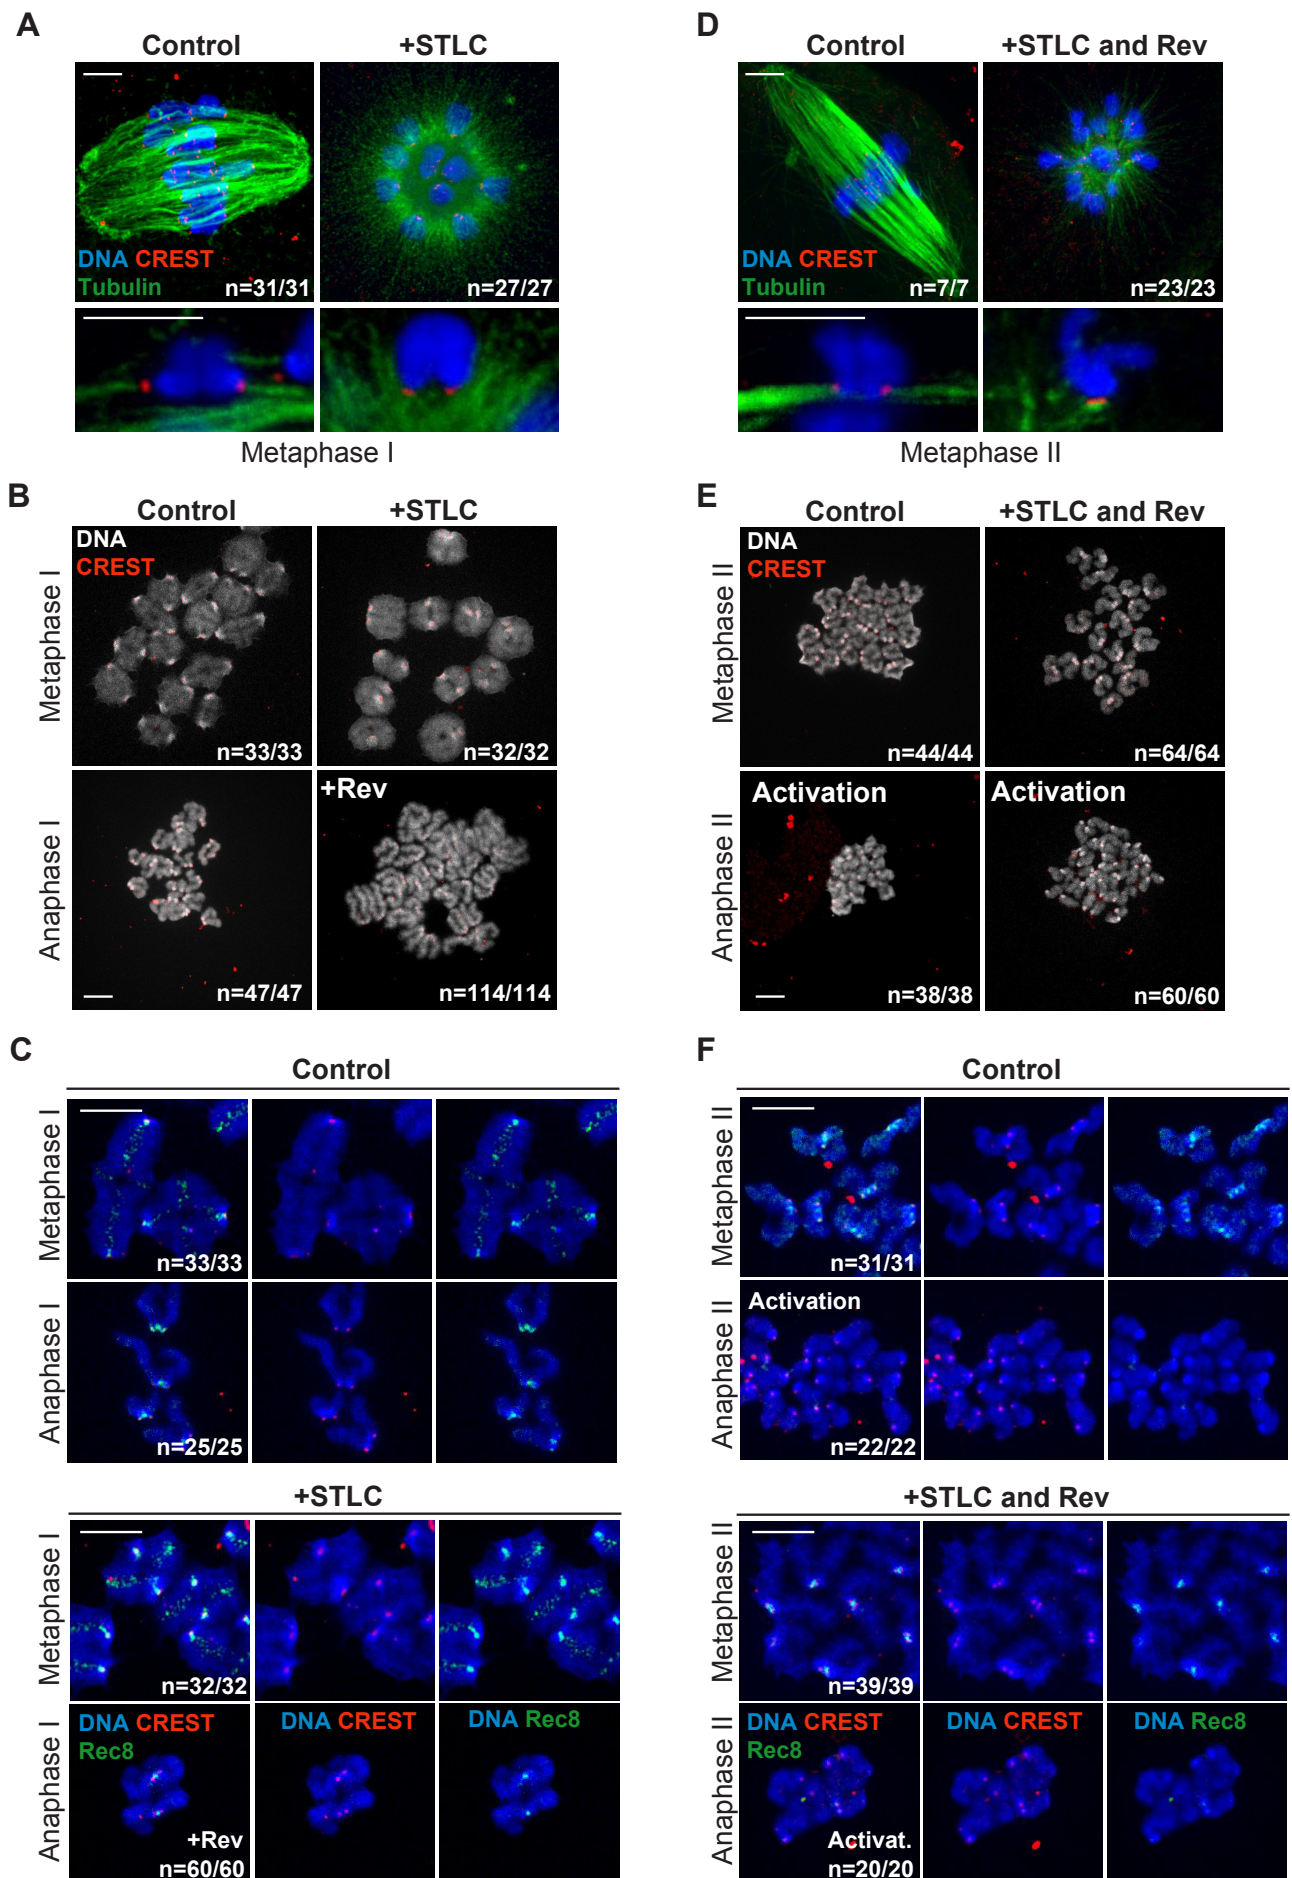 A
Control
+STLC
DNA CREST
Tubulin
n=31/31
n=27/27
Metaphase I
B
Control
+STLC
Metaphase I
DNA
CREST
n=33/33
n=32/32
Anaphase I
+Rev
n=47/47
n=114/114
C
Control
Metaphase I
n=33/33
Anaphase I
n=25/25
+STLC
Metaphase I
n=32/32
Anaphase I
DNA CREST
Rec8
DNA CREST
DNA Rec8
+Rev
n=60/60
D
Control
+STLC and Rev
DNA CREST
Tubulin
n=7/7
n=23/23
Metaphase II
E
Control
+STLC and Rev
Metaphase II
DNA
CREST
n=44/44
n=64/64
Anaphase II
Activation
Activation
n=38/38
n=60/60
F
Control
Metaphase II
n=31/31
Anaphase II
Activation
n=22/22
+STLC and Rev
Metaphase II
n=39/39
Anaphase II
DNA CREST
Rec8
DNA CREST
DNA Rec8
Activat.
n=20/20